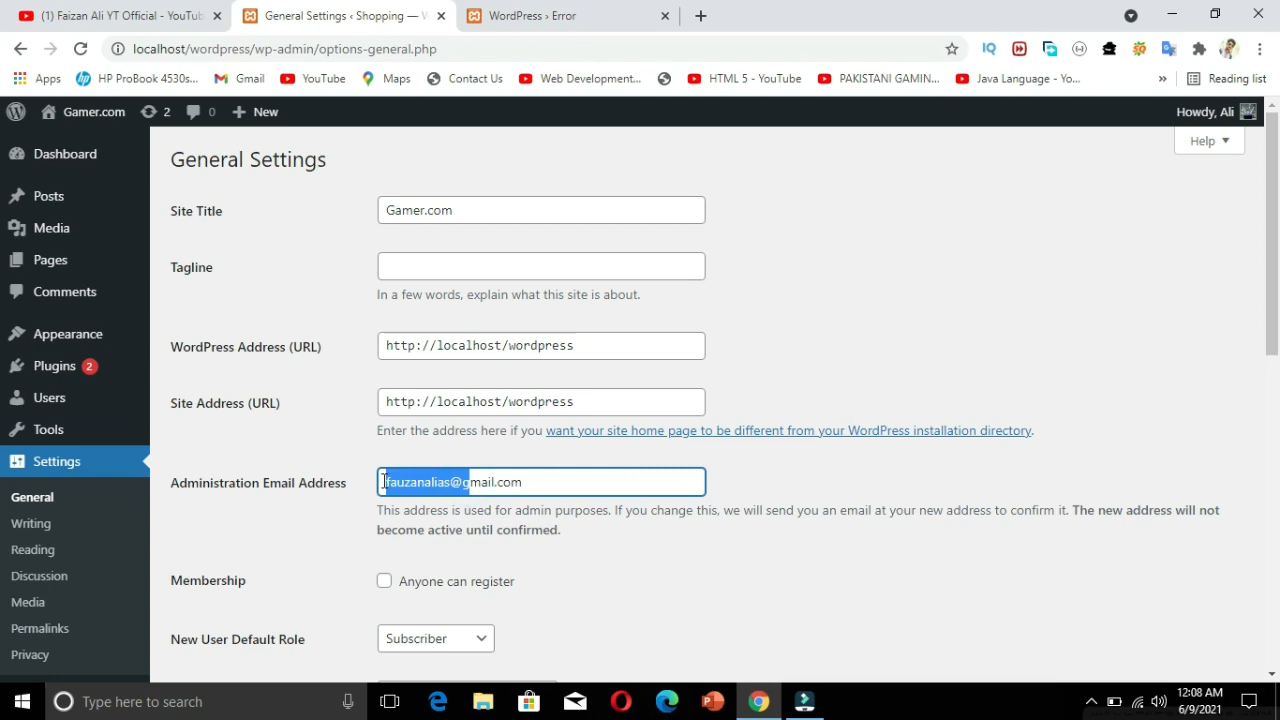 (1) Faizan Ali YT Official - YouTub
General Settings ‹ Shopping — W
WordPress › Error
localhost/wordpress/wp-admin/options-general.php
Apps
HP ProBook 4530s...
Gmail
YouTube
Maps
Contact Us
Web Development...
HTML 5 - YouTube
PAKISTANI GAMIN...
Java Language - Yo...
»
Reading list
Gamer.com
2
0
New
Howdy, Ali
Help
Dashboard
Posts
Media
Pages
Comments
Appearance
Plugins 2
Users
Tools
Settings
General
Writing
Reading
Discussion
Media
Permalinks
Privacy
General Settings
Site Title
Gamer.com
Tagline
In a few words, explain what this site is about.
WordPress Address (URL)
http://localhost/wordpress
Site Address (URL)
http://localhost/wordpress
Enter the address here if you want your site home page to be different from your WordPress installation directory.
Administration Email Address
fauzanalias@gmail.com
This address is used for admin purposes. If you change this, we will send you an email at your new address to confirm it. The new address will not
become active until confirmed.
Membership
Anyone can register
New User Default Role
Subscriber
Type here to search
12:08 AM
6/9/2021